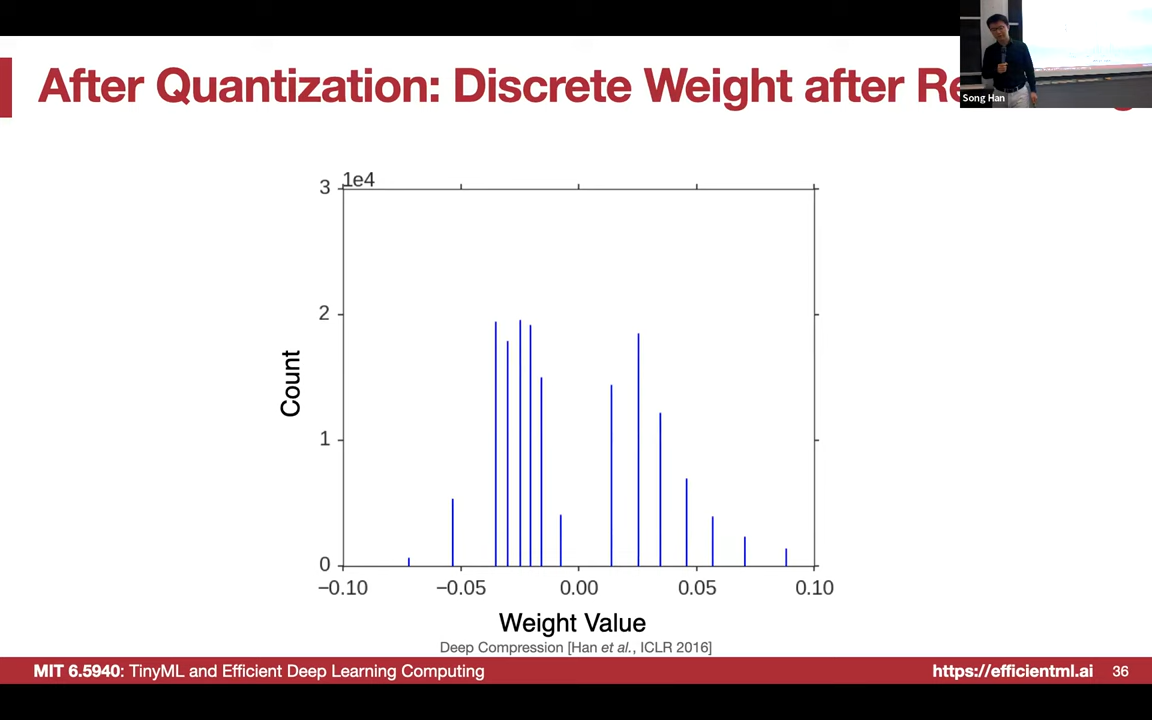 After Quantization: Discrete Weight after
Song Han
1e4
3
2
1
0
Count
−0.10 −0.05 0.00 0.05 0.10
Weight Value
Deep Compression [Han et al., ICLR 2016]
MIT 6.5940: TinyML and Efficient Deep Learning Computing https://efficientml.ai 36